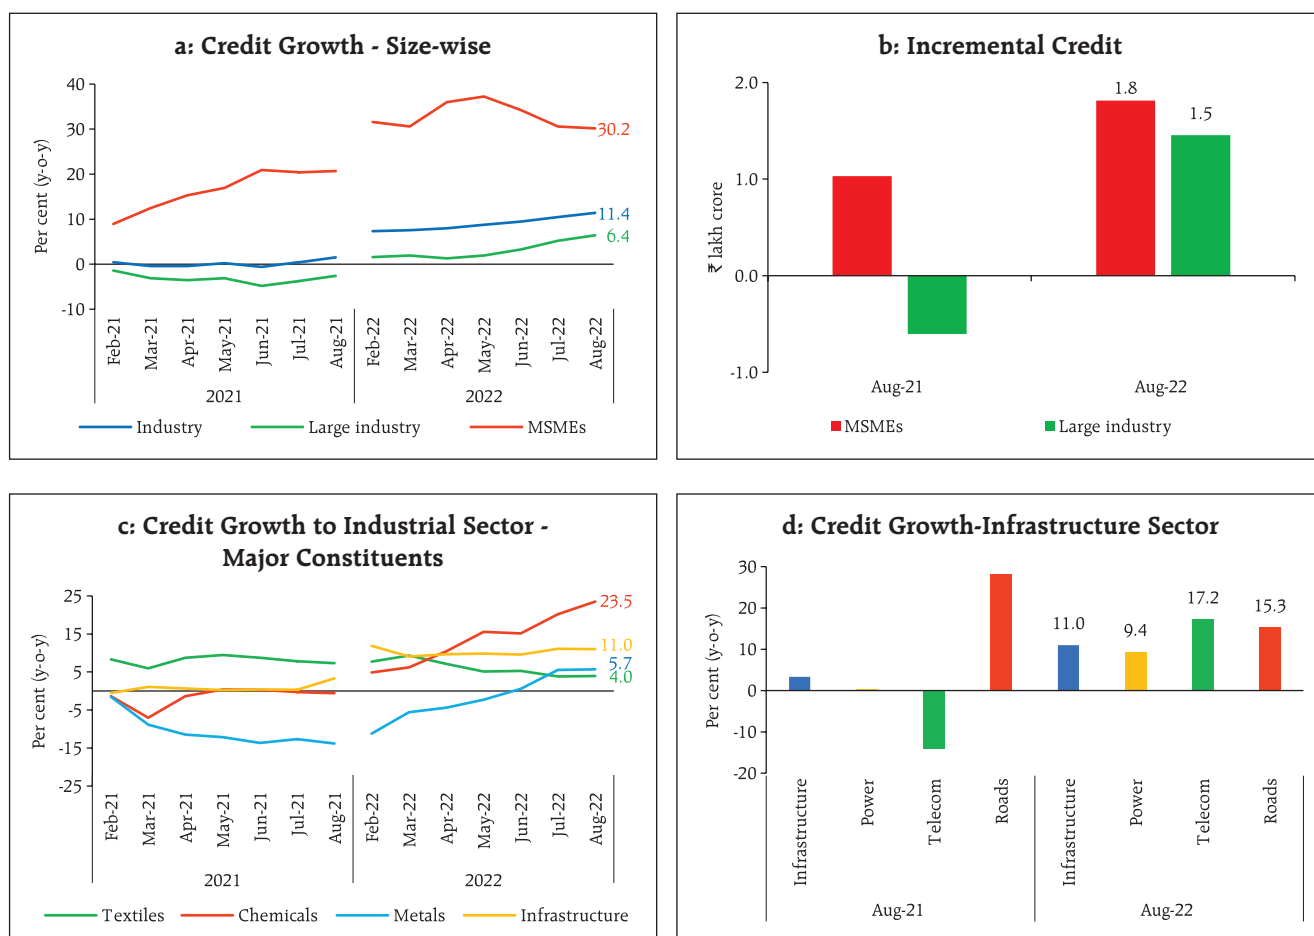 a: Credit Growth - Size-wise
Per cent (y-o-y)
40
30
20
10
0
-10
30.2
11.4
6.4
Feb-21
Mar-21
Apr-21
May-21
Jun-21
Jul-21
Aug-21
Feb-22
Mar-22
Apr-22
May-22
Jun-22
Jul-22
Aug-22
2021
2022
Industry
Large industry
MSMEs
b: Incremental Credit
₹ lakh crore
2.0
1.0
0.0
-1.0
1.8
1.5
Aug-21
Aug-22
MSMEs
Large industry
c: Credit Growth to Industrial Sector -
Major Constituents
Per cent (y-o-y)
25
15
5
-5
-15
-25
23.5
11.0
5.7
4.0
Feb-21
Mar-21
Apr-21
May-21
Jun-21
Jul-21
Aug-21
Feb-22
Mar-22
Apr-22
May-22
Jun-22
Jul-22
Aug-22
2021
2022
Textiles
Chemicals
Metals
Infrastructure
d: Credit Growth-Infrastructure Sector
Per cent (y-o-y)
30
20
10
0
-10
-20
11.0
9.4
17.2
15.3
Infrastructure
Power
Telecom
Roads
Infrastructure
Power
Telecom
Roads
Aug-21
Aug-22